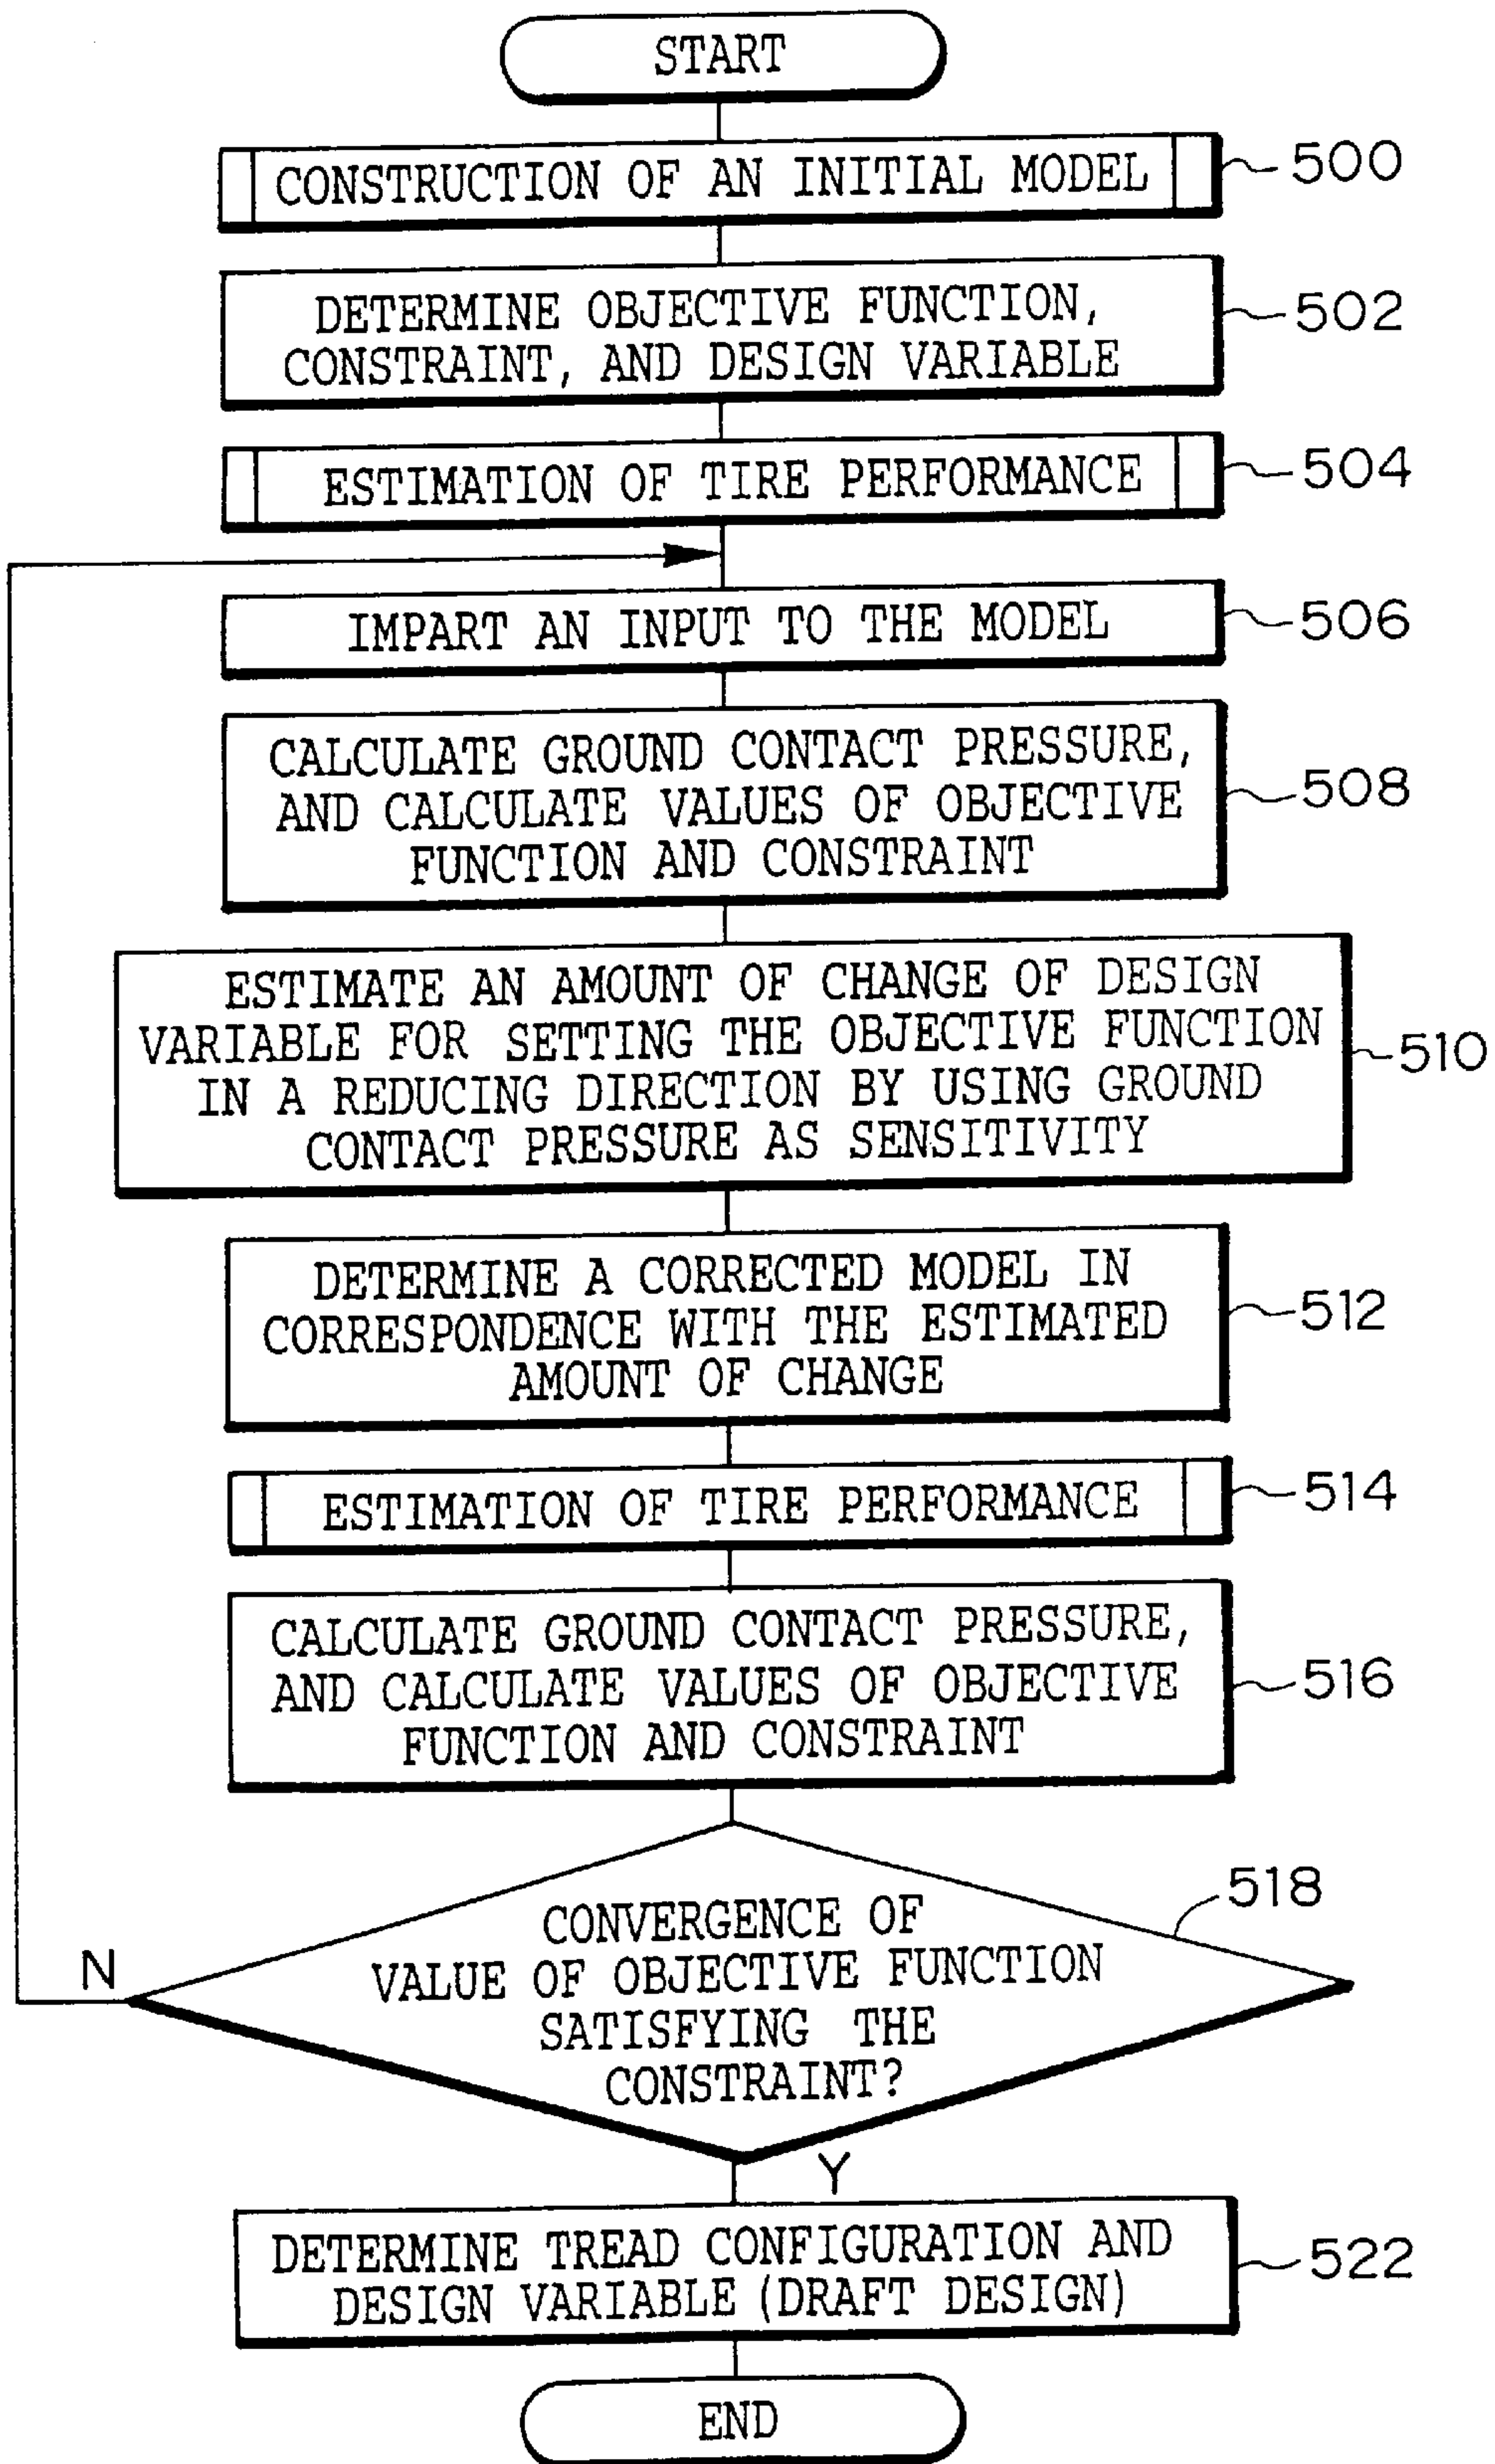 START
CONSTRUCTION OF AN INITIAL MODEL
500
DETERMINE OBJECTIVE FUNCTION,
CONSTRAINT, AND DESIGN VARIABLE
502
ESTIMATION OF TIRE PERFORMANCE
504
IMPART AN INPUT TO THE MODEL
506
CALCULATE GROUND CONTACT PRESSURE,
AND CALCULATE VALUES OF OBJECTIVE
FUNCTION AND CONSTRAINT
508
ESTIMATE AN AMOUNT OF CHANGE OF DESIGN
VARIABLE FOR SETTING THE OBJECTIVE FUNCTION
IN A REDUCING DIRECTION BY USING GROUND
CONTACT PRESSURE AS SENSITIVITY
510
DETERMINE A CORRECTED MODEL IN
CORRESPONDENCE WITH THE ESTIMATED
AMOUNT OF CHANGE
512
ESTIMATION OF TIRE PERFORMANCE
514
CALCULATE GROUND CONTACT PRESSURE,
AND CALCULATE VALUES OF OBJECTIVE
FUNCTION AND CONSTRAINT
516
CONVERGENCE OF
VALUE OF OBJECTIVE FUNCTION
SATISFYING THE
CONSTRAINT?
518
N
Y
DETERMINE TREAD CONFIGURATION AND
DESIGN VARIABLE (DRAFT DESIGN)
522
END